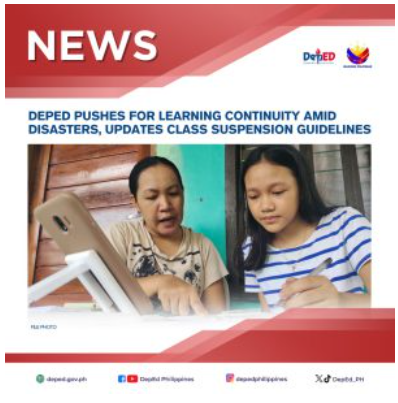 NEWS
DepED
DEPED PUSHES FOR LEARNING CONTINUITY AMID
DISASTERS, UPDATES CLASS SUSPENSION GUIDELINES
FILE PHOTO
deped.gov.ph
DepEd Philippines
depedphilippines
DepEd_PH